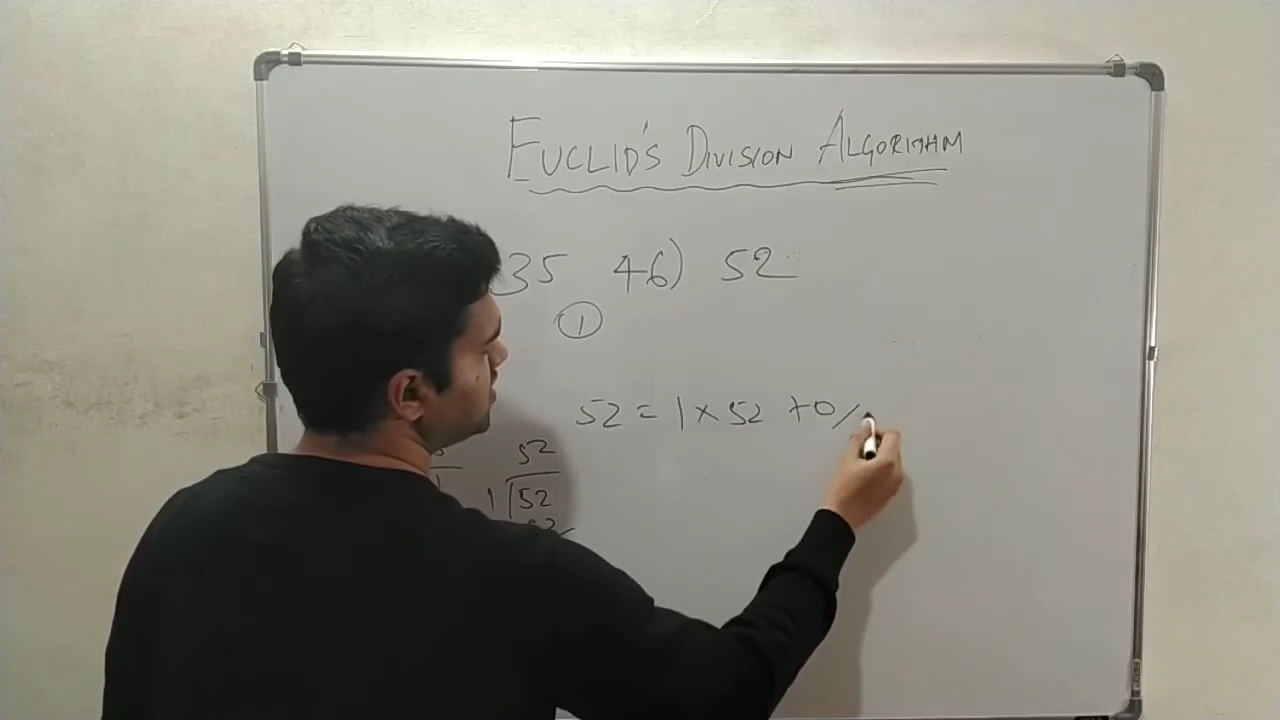 EUCLID'S DIVISION ALGORITHM
35 46) 52
1
52 = 1 × 52 + 0
52
1 52